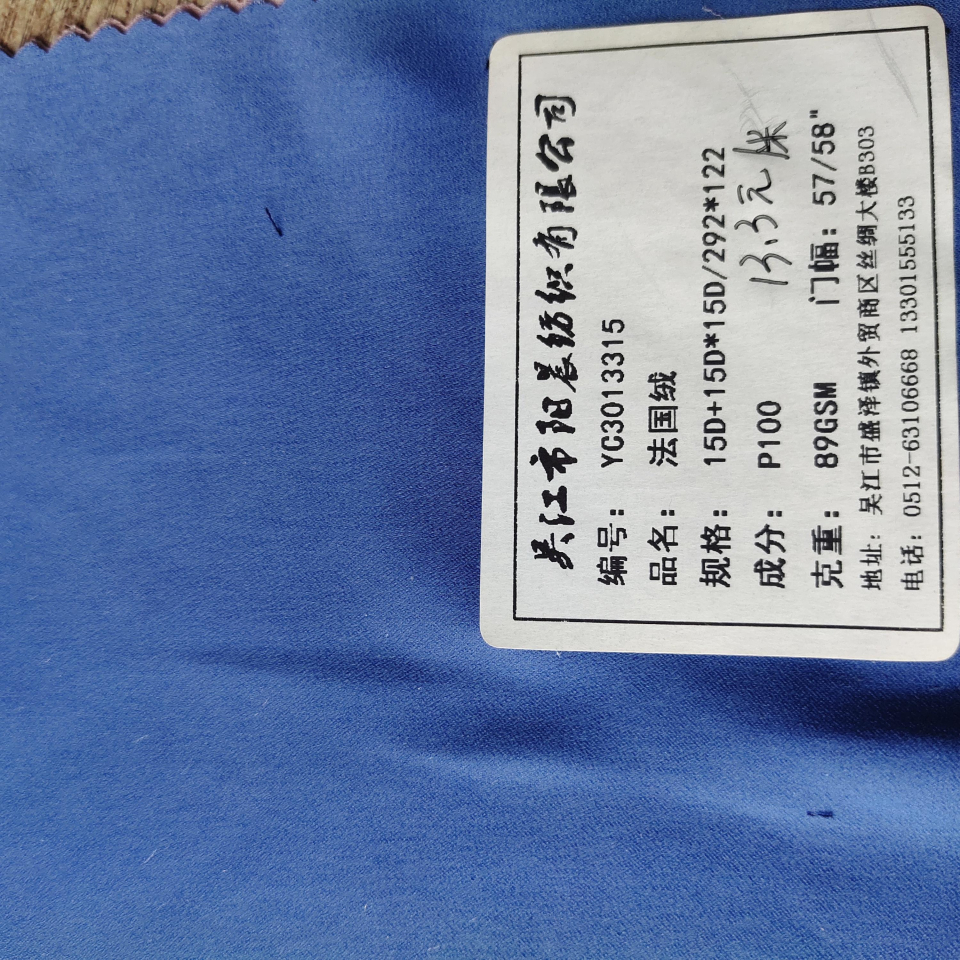 吴江市阳晨纺织有限公司
编号: YC3013315
品名: 法国绒
规格: 15D+15D*15D/292*122
成分: P100 13.3元/米
克重: 89GSM 门幅: 57/58"
地址: 吴江市盛泽镇外贸商区丝绸大楼B303
电话: 0512-63106668 13301555133